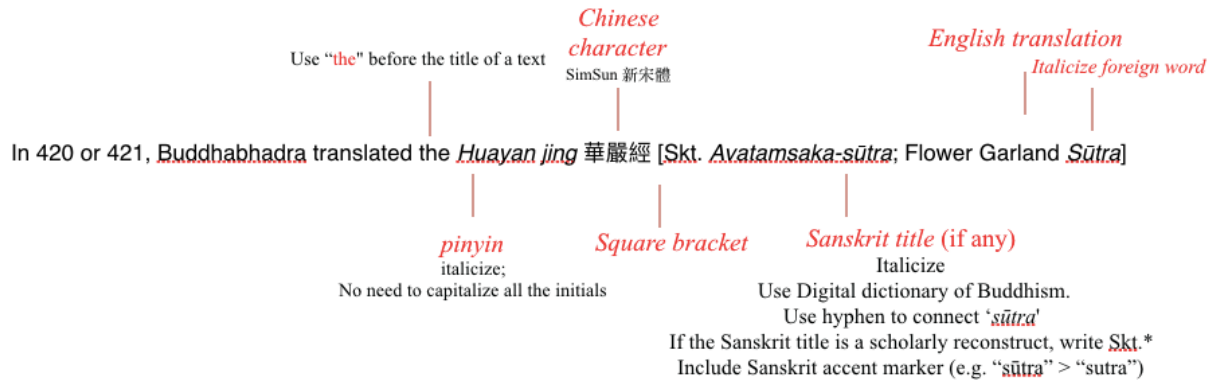 Chinese
character
English translation
Use “the" before the title of a text
SimSun 新宋體
Italicize foreign word
In 420 or 421, Buddhabhadra translated the Huayan jing 華嚴經 [Skt. Avatamsaka-sūtra; Flower Garland Sūtra]
pinyin
Square bracket
Sanskrit title (if any)
italicize;
Italicize
No need to capitalize all the initials
Use Digital dictionary of Buddhism.
Use hyphen to connect ‘sūtra'
If the Sanskrit title is a scholarly reconstruct, write Skt.*
Include Sanskrit accent marker (e.g. “sūtra” > “sutra”)